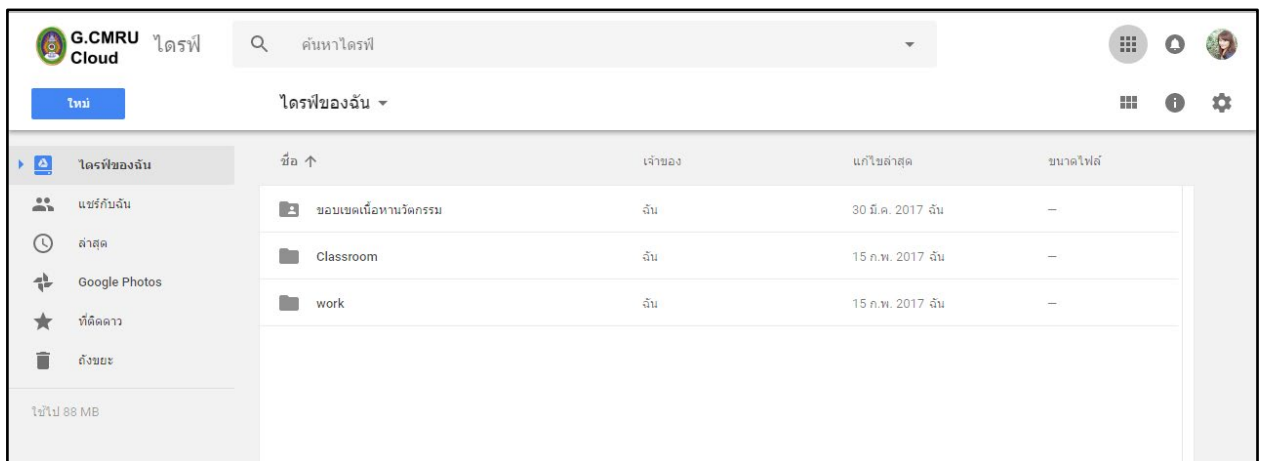 G.CMRU
Cloud
ไดรฟ์
ค้นหาไดรฟ์
ใหม่
ไดรฟ์ของฉัน
ไดรฟ์ของฉัน
แชร์กับฉัน
ล่าสุด
Google Photos
ที่ติดดาว
ถังขยะ
ใช้ไป 88 MB
ชื่อ เจ้าของ แก้ไขล่าสุด ขนาดไฟล์
ขอบเขตเนื้อหานวัตกรรม ฉัน 30 มี.ค. 2017 ฉัน —
Classroom ฉัน 15 ก.พ. 2017 ฉัน —
work ฉัน 15 ก.พ. 2017 ฉัน —